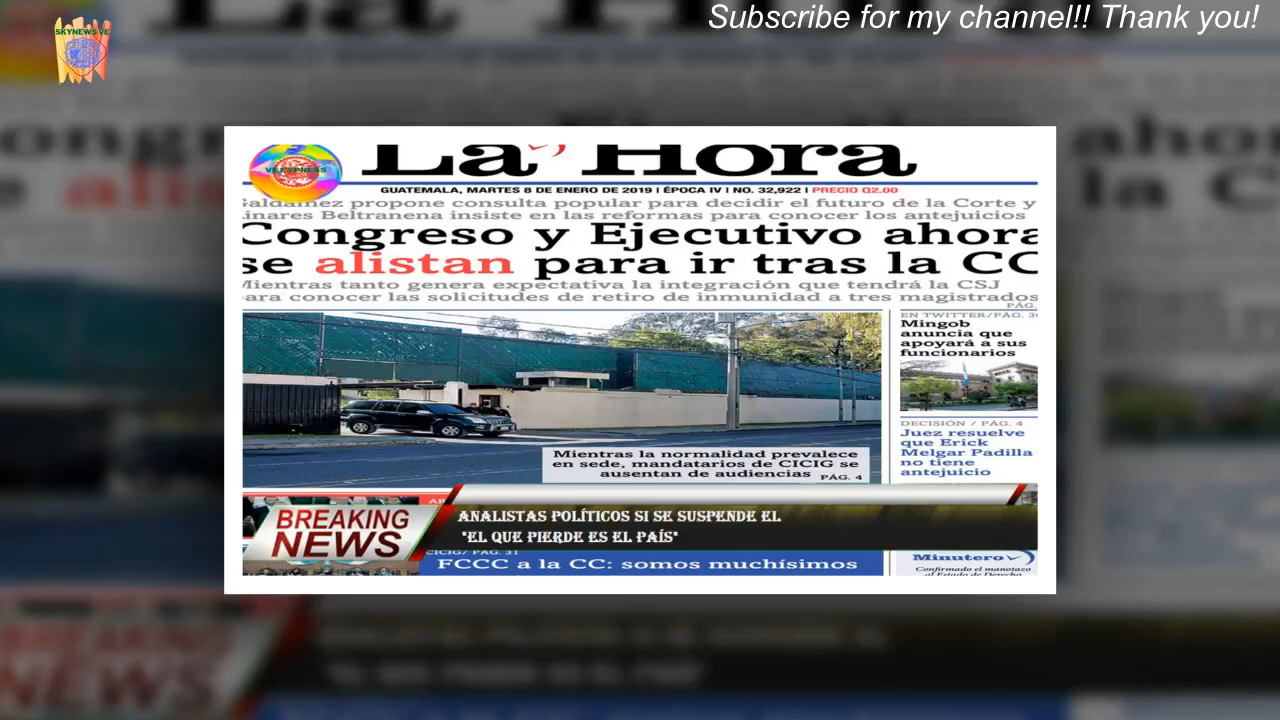 Subscribe for my channel!! Thank you!
SKYNEWS VE
La Hora
VE EXPRESS
GUATEMALA, MARTES 8 DE ENERO DE 2019 | ÉPOCA IV | NO. 32,922 | PRECIO Q2.00
propone consulta popular para decidir el futuro de la Corte y
Linares Beltranena insiste en las reformas para conocer los antejuicios
Congreso y Ejecutivo ahora
se alistan para ir tras la CC
Mientras tanto genera expectativa la integración que tendrá la CSJ
para conocer las solicitudes de retiro de inmunidad a tres magistrados
PÁG.
EN TWITTER/PÁG.
Mingob
anuncia que
apoyará a sus
funcionarios
DECISIÓN / PÁG. 4
Juez resuelve
que Erick
Melgar Padilla
no tiene
antejuicio
Mientras la normalidad prevalece
en sede, mandatarios de CICIG se
ausentan de audiencias PÁG. 4
BREAKING
NEWS
ANALISTAS POLÍTICOS SI SE SUSPENDE EL
"EL QUE PIERDE ES EL PAÍS"
CICIG/ PÁG. 31
FCCC a la CC: somos muchísimos
Minutero
Confirmado el manotazo
al Estado de Derecho